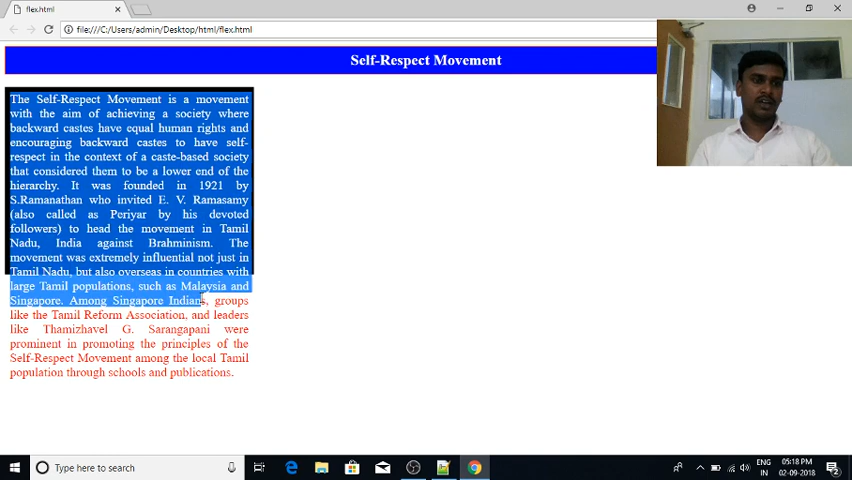 flex.html
file:///C:/Users/admin/Desktop/html/flex.html
Self-Respect Movement
The Self-Respect Movement is a movement
with the aim of achieving a society where
backward castes have equal human rights and
encouraging backward castes to have self-
respect in the context of a caste-based society
that considered them to be a lower end of the
hierarchy. It was founded in 1921 by
S.Ramanathan who invited E. V. Ramasamy
(also called as Periyar by his devoted
followers) to head the movement in Tamil
Nadu, India against Brahminism. The
movement was extremely influential not just in
Tamil Nadu, but also overseas in countries with
large Tamil populations, such as Malaysia and
Singapore. Among Singapore Indians, groups
like the Tamil Reform Association, and leaders
like Thamizhavel G. Sarangapani were
prominent in promoting the principles of the
Self-Respect Movement among the local Tamil
population through schools and publications.
Type here to search
ENG
IN
05:18 PM
02-09-2018
2